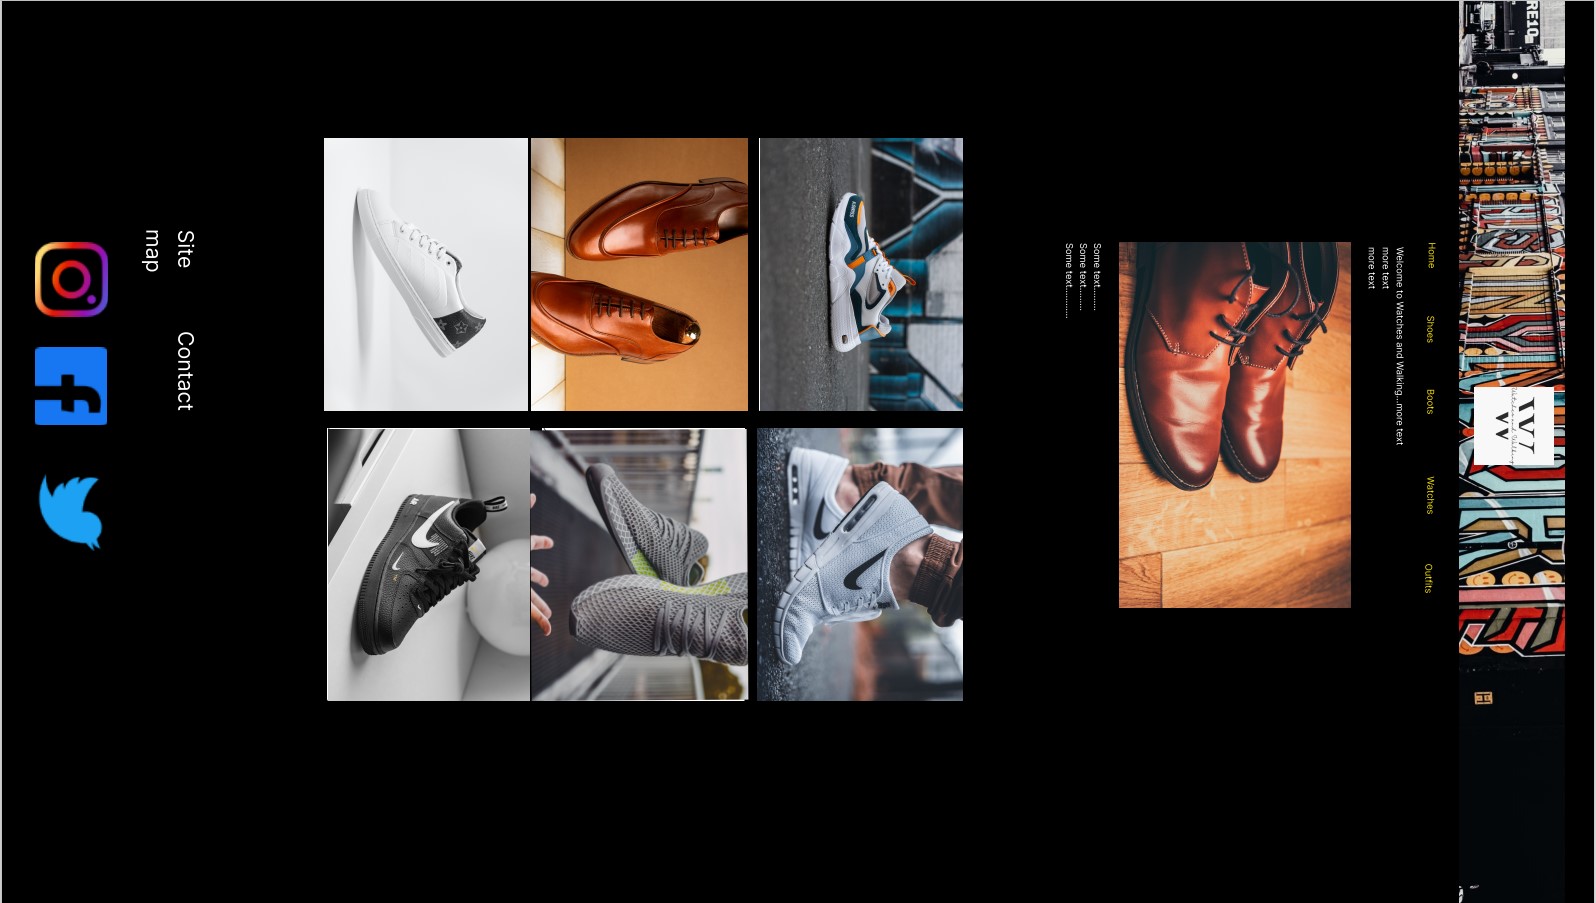 RE10
W
Watches and Walking
W
Home Shoes Boots Watches Outfits
Welcome to Watches and Walking...more text
more text
more text
Some text.........
Some text.........
Some text............
K-SWISS
AIR
Site
map
Contact